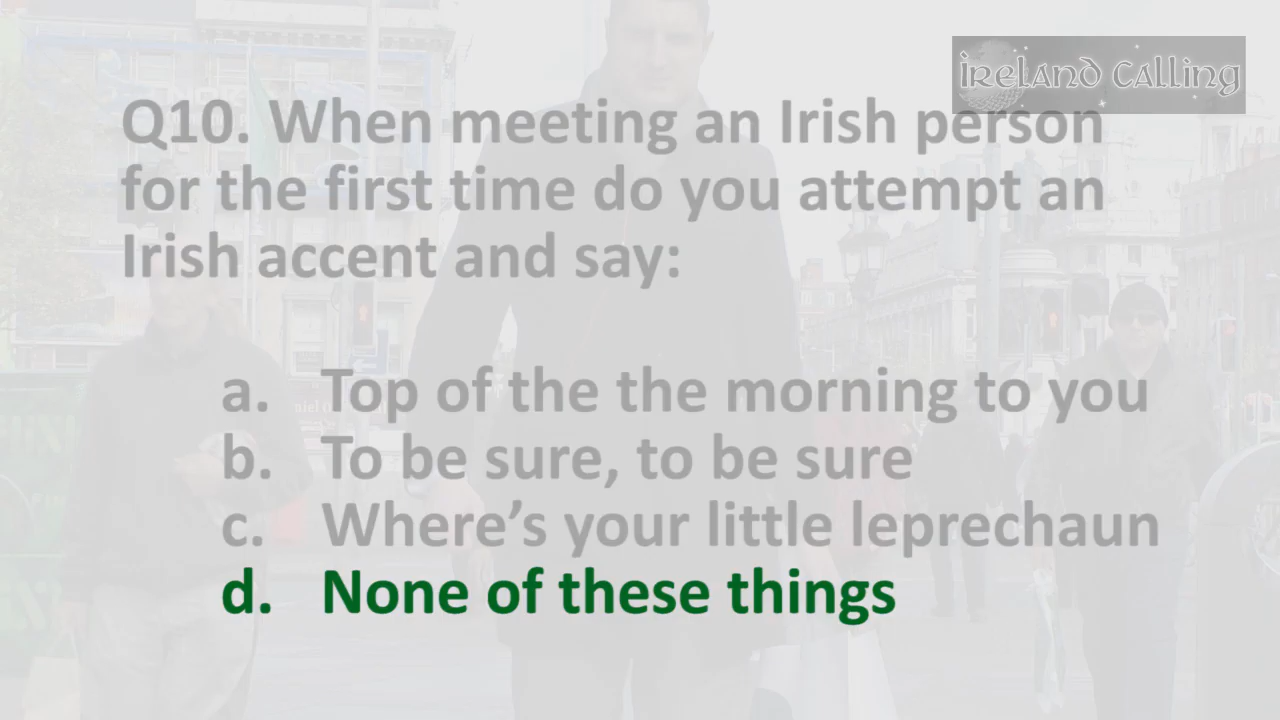 ireland calling
Q10. When meeting an Irish person
for the first time do you attempt an
Irish accent and say:
a. Top of the the morning to you
b. To be sure, to be sure
c. Where’s your little leprechaun
d. None of these things